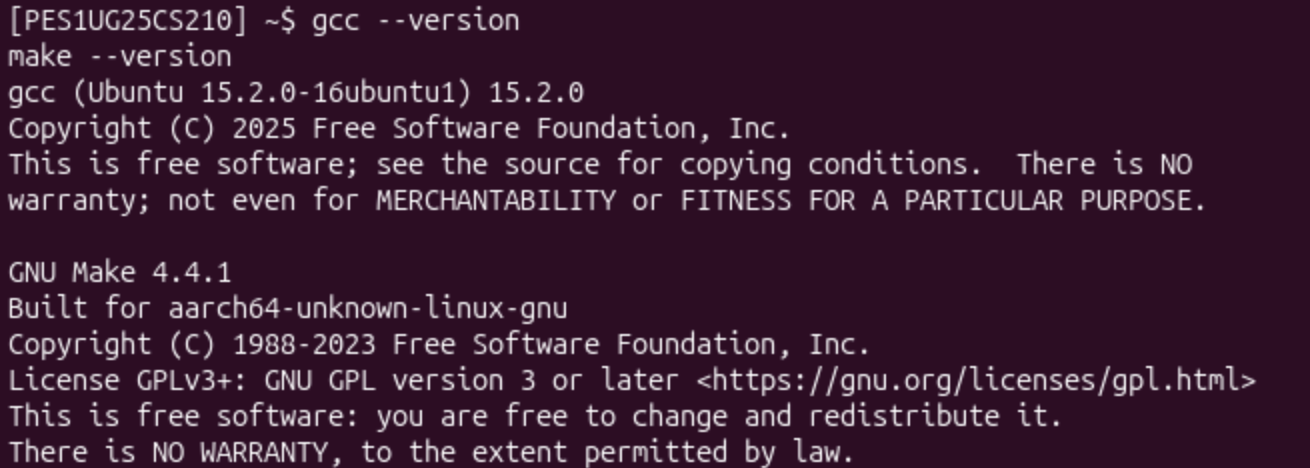 [PES1UG25CS210] ~$ gcc --version
make --version
gcc (Ubuntu 15.2.0-16ubuntu1) 15.2.0
Copyright (C) 2025 Free Software Foundation, Inc.
This is free software; see the source for copying conditions.  There is NO
warranty; not even for MERCHANTABILITY or FITNESS FOR A PARTICULAR PURPOSE.

GNU Make 4.4.1
Built for aarch64-unknown-linux-gnu
Copyright (C) 1988-2023 Free Software Foundation, Inc.
License GPLv3+: GNU GPL version 3 or later <https://gnu.org/licenses/gpl.html>
This is free software: you are free to change and redistribute it.
There is NO WARRANTY, to the extent permitted by law.